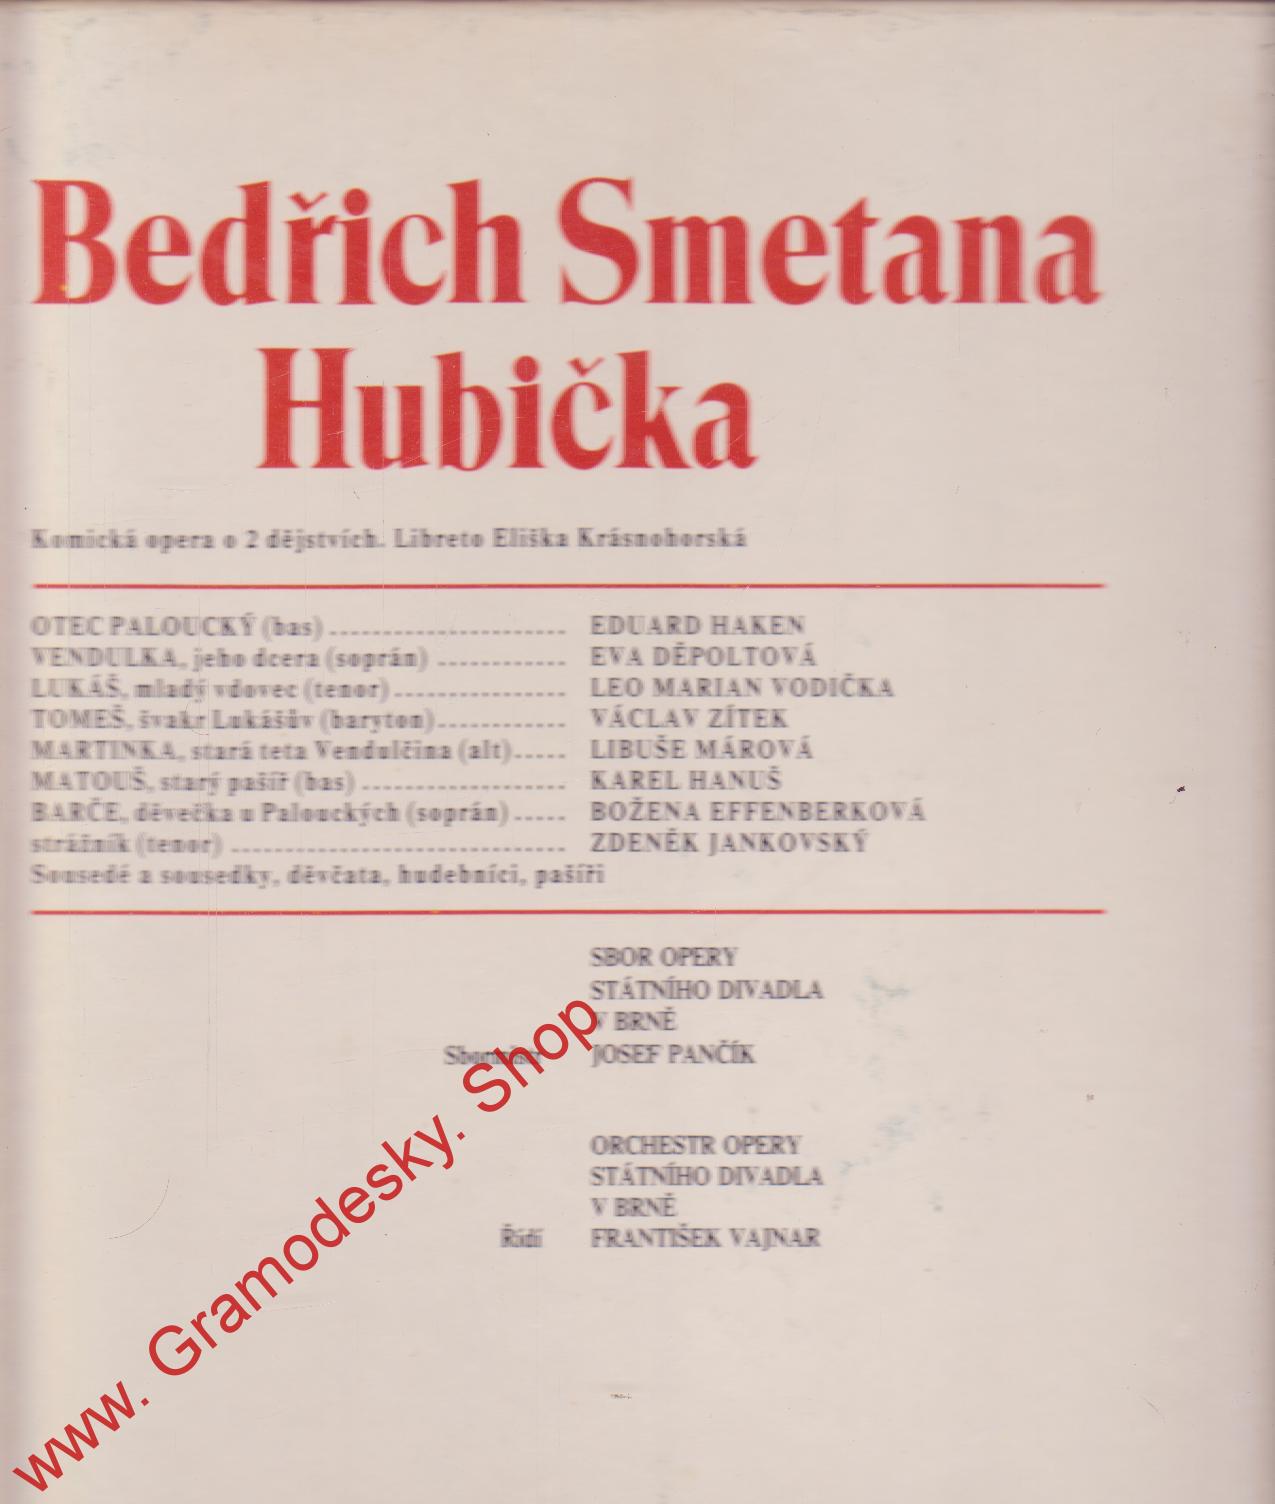 Bedřich Smetana
Hubička
Komická opera o 2 dějstvích. Libreto Eliška Krásnohorská
OTEC PALOUCKÝ (bas) ...................... EDUARD HAKEN
VENDULKA, jeho dcera (soprán) ............ EVA DĚPOLTOVÁ
LUKÁŠ, mladý vdovec (tenor) ................ LEO MARIAN VODIČKA
TOMEŠ, švakr Lukášův (baryton) ............ VÁCLAV ZÍTEK
MARTINKA, stará teta Vendulčina (alt) ..... LIBUŠE MÁROVÁ
MATOUŠ, starý pašíř (bas) ................... KAREL HANUŠ
BARČE, děvečka u Palouckých (soprán) ..... BOŽENA EFFENBERKOVÁ
strážník (tenor) ............................... ZDENĚK JANKOVSKÝ
Sousedé a sousedky, děvčata, hudebníci, pašíři
SBOR OPERY
STÁTNÍHO DIVADLA
V BRNĚ
Sbormistr JOSEF PANČÍK
ORCHESTR OPERY
STÁTNÍHO DIVADLA
V BRNĚ
Řídí FRANTIŠEK VAJNAR
www. Gramodesky. Shop